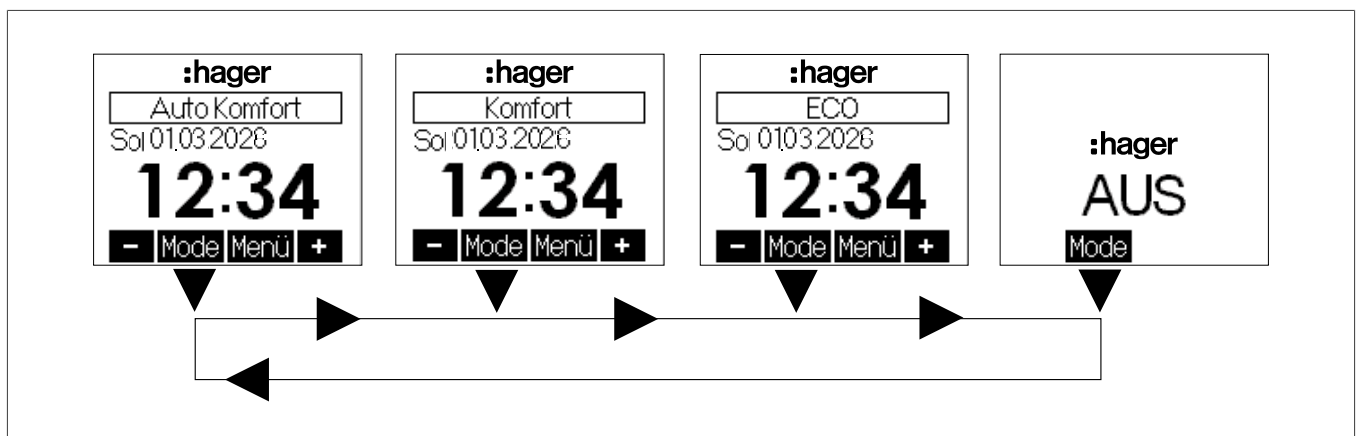 :hager
Auto Komfort
So 01.03.2026
12:34
− Mode Menü +
:hager
Komfort
So 01.03.2026
12:34
− Mode Menü +
:hager
ECO
So 01.03.2026
12:34
− Mode Menü +
:hager
AUS
Mode